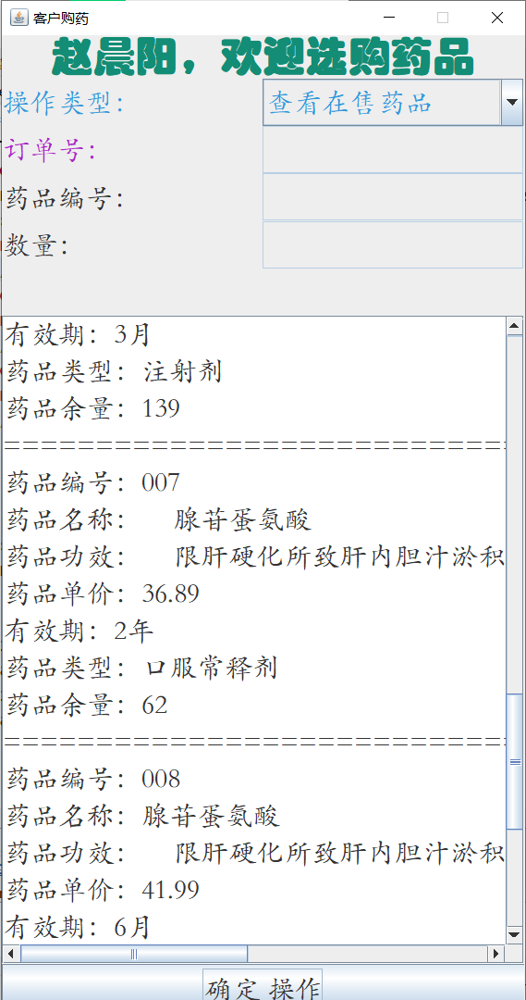 客户购药
赵晨阳，欢迎选购药品
操作类型：
查看在售药品
订单号：
药品编号：
数量：
有效期：3月
药品类型：注射剂
药品余量：139
===========================
药品编号：007
药品名称：  腺苷蛋氨酸
药品功效：  限肝硬化所致肝内胆汁淤积
药品单价：36.89
有效期：2年
药品类型：口服常释剂
药品余量：62
===========================
药品编号：008
药品名称：腺苷蛋氨酸
药品功效：  限肝硬化所致肝内胆汁淤积
药品单价：41.99
有效期：6月
确定 操作